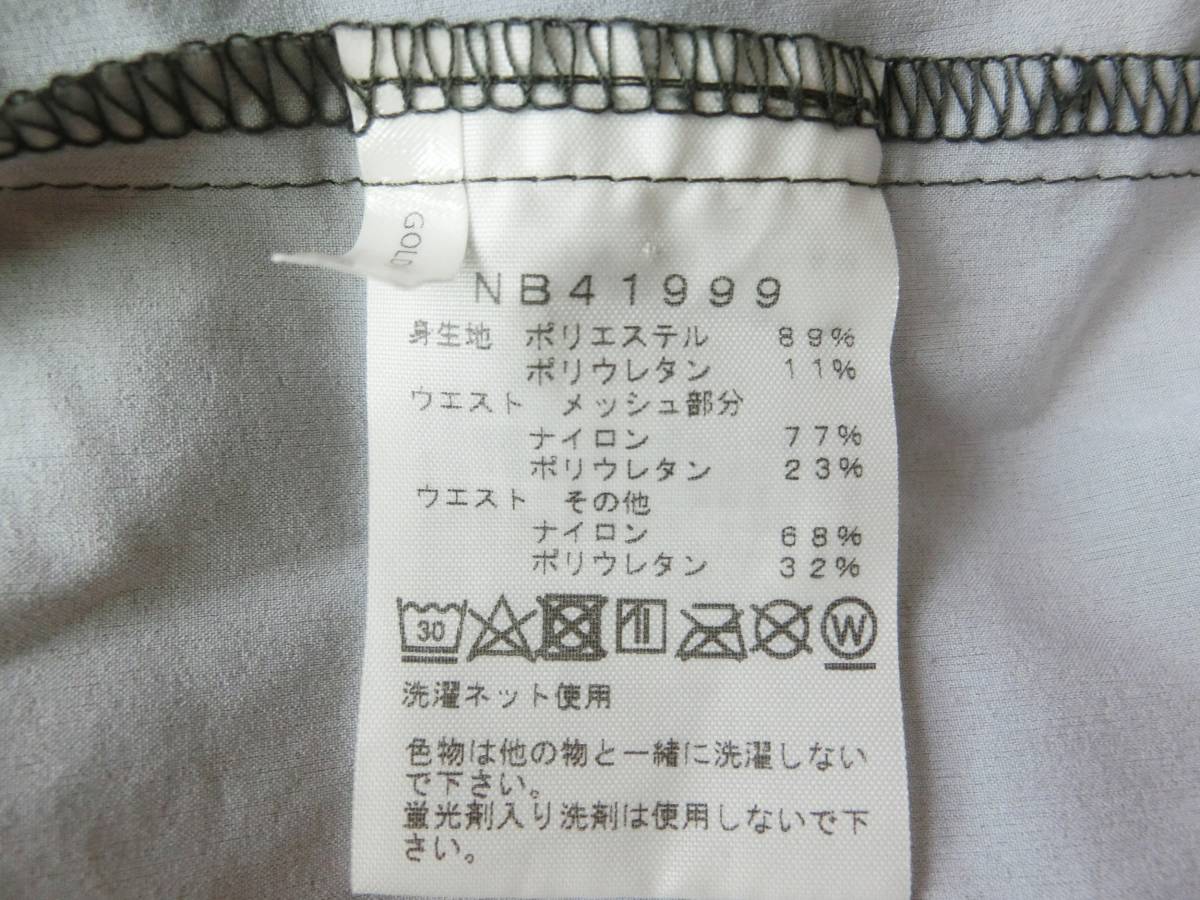 GOLD
NB41999
身生地 ポリエステル 89%
ポリウレタン 11%
ウエスト メッシュ部分
ナイロン 77%
ポリウレタン 23%
ウエスト その他
ナイロン 68%
ポリウレタン 32%
30 W
洗濯ネット使用
色物は他の物と一緒に洗濯しない
で下さい。
蛍光剤入り洗剤は使用しないで下
さい。